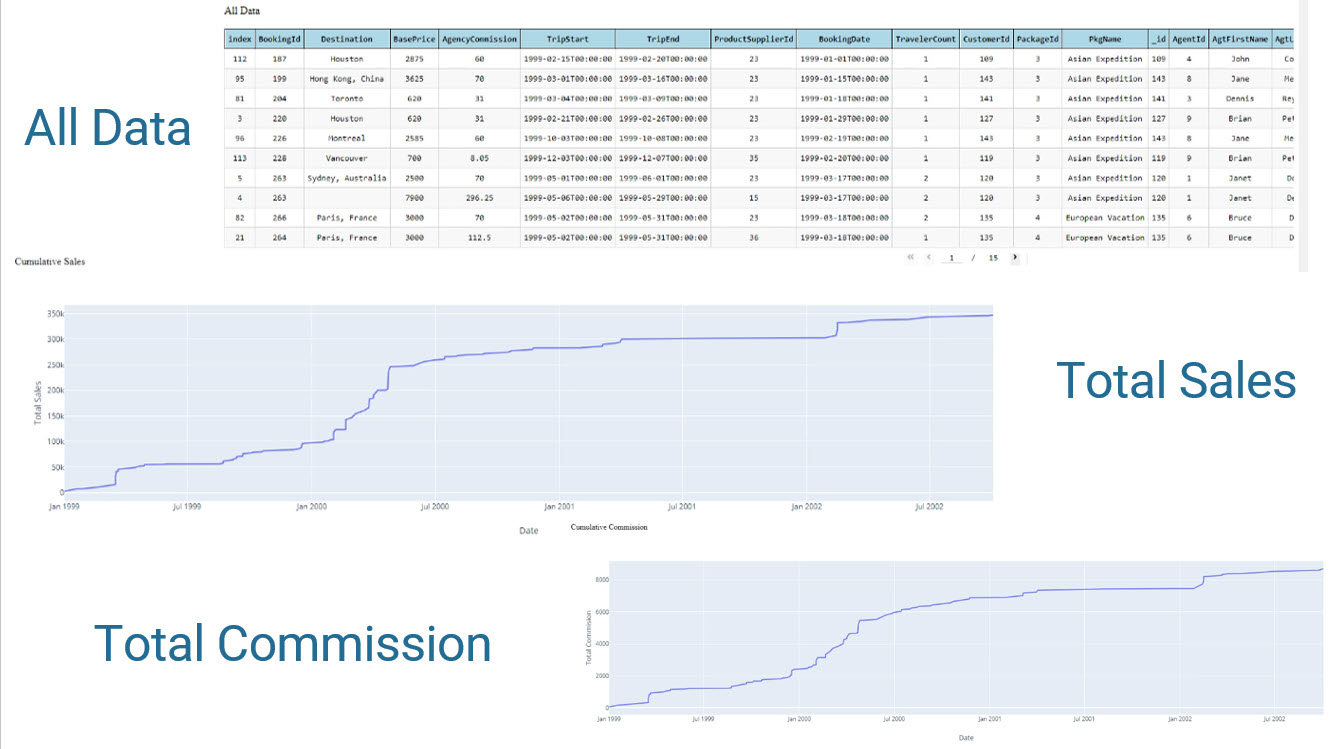 All Data
index BookingId Destination BasePrice AgencyCommission TripStart TripEnd ProductSupplierId BookingDate TravelerCount CustomerId PackageId PkgName _id AgentId AgtFirstName AgtL
112 187 Houston 2875 60 1999-02-15T00:00:00 1999-02-20T00:00:00 23 1999-01-01T00:00:00 1 109 3 Asian Expedition 109 4 John Co
95 199 Hong Kong, China 3625 70 1999-03-01T00:00:00 1999-03-16T00:00:00 23 1999-01-15T00:00:00 1 143 3 Asian Expedition 143 8 Jane Me
81 204 Toronto 620 31 1999-03-04T00:00:00 1999-03-09T00:00:00 23 1999-01-18T00:00:00 1 141 3 Asian Expedition 141 3 Dennis Rey
3 220 Houston 620 31 1999-02-21T00:00:00 1999-02-26T00:00:00 23 1999-01-29T00:00:00 1 127 3 Asian Expedition 127 9 Brian Pet
96 226 Montreal 2585 60 1999-10-03T00:00:00 1999-10-08T00:00:00 23 1999-02-19T00:00:00 1 143 3 Asian Expedition 143 8 Jane Me
113 228 Vancouver 700 8.05 1999-12-03T00:00:00 1999-12-07T00:00:00 35 1999-02-20T00:00:00 1 119 3 Asian Expedition 119 9 Brian Pet
5 263 Sydney, Australia 2500 70 1999-05-01T00:00:00 1999-06-01T00:00:00 23 1999-03-17T00:00:00 2 120 3 Asian Expedition 120 1 Janet De
4 263 7900 296.25 1999-05-06T00:00:00 1999-05-29T00:00:00 15 1999-03-17T00:00:00 2 120 3 Asian Expedition 120 1 Janet De
82 266 Paris, France 3000 70 1999-05-02T00:00:00 1999-05-31T00:00:00 23 1999-03-18T00:00:00 2 135 4 European Vacation 135 6 Bruce D
21 264 Paris, France 3000 112.5 1999-05-02T00:00:00 1999-05-31T00:00:00 36 1999-03-18T00:00:00 1 135 4 European Vacation 135 6 Bruce D
« ‹ 1 / 15 ›
All Data
Cumulative Sales
350k
300k
250k
200k
150k
100k
50k
0
Total Sales
Jan 1999 Jul 1999 Jan 2000 Jul 2000 Jan 2001 Jul 2001 Jan 2002 Jul 2002
Date
Total Sales
Cumulative Commission
8000
6000
4000
2000
0
Total Commision
Jan 1999 Jul 1999 Jan 2000 Jul 2000 Jan 2001 Jul 2001 Jan 2002 Jul 2002
Date
Total Commission